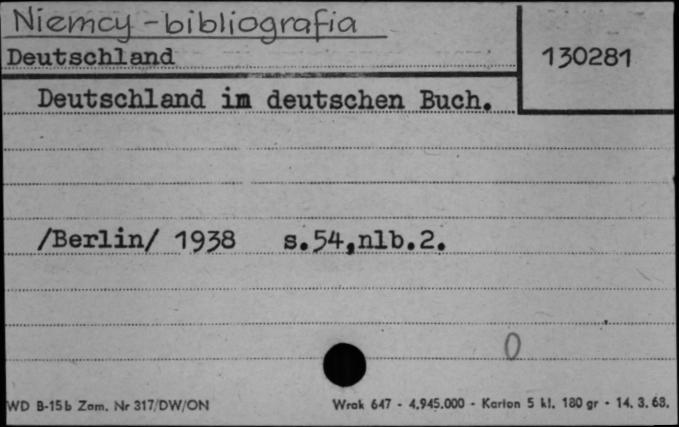 Niemcy - bibliografia
Deutschland
130281
Deutschland im deutschen Buch.
/Berlin/ 1938 s.54,nlb.2.
0
WD B-15b Zam. Nr 317/DW/ON Wrak 647 - 4.945.000 - Karton 5 kl. 180 gr - 14. 3. 68.